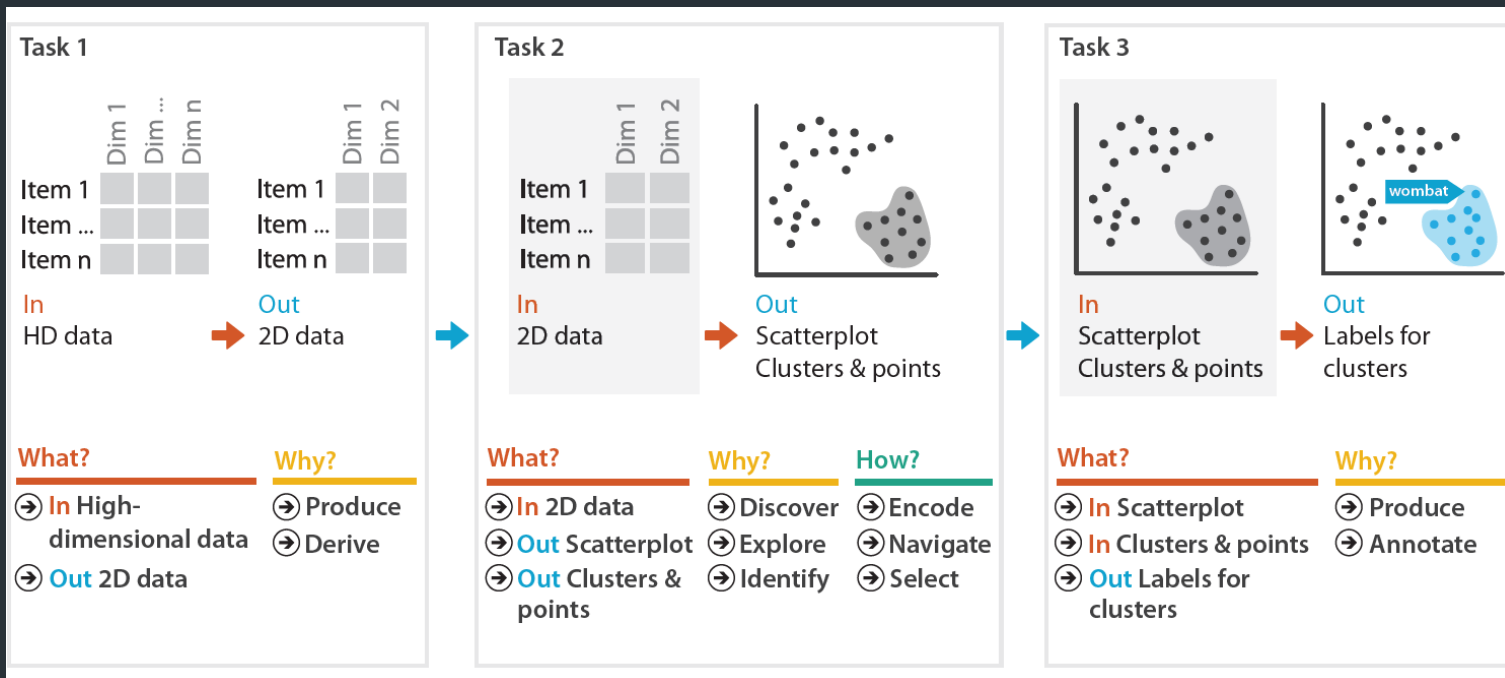 Task 1
Dim 1
Dim ...
Dim n
Item 1
Item ...
Item n
In
HD data
Dim 1
Dim 2
Item 1
Item ...
Item n
Out
2D data
What?
In High-
dimensional data
Out 2D data
Why?
Produce
Derive
Task 2
Dim 1
Dim 2
Item 1
Item ...
Item n
In
2D data
Out
Scatterplot
Clusters & points
What?
In 2D data
Out Scatterplot
Out Clusters &
points
Why?
Discover
Explore
Identify
How?
Encode
Navigate
Select
Task 3
In
Scatterplot
Clusters & points
wombat
Out
Labels for
clusters
What?
In Scatterplot
In Clusters & points
Out Labels for
clusters
Why?
Produce
Annotate